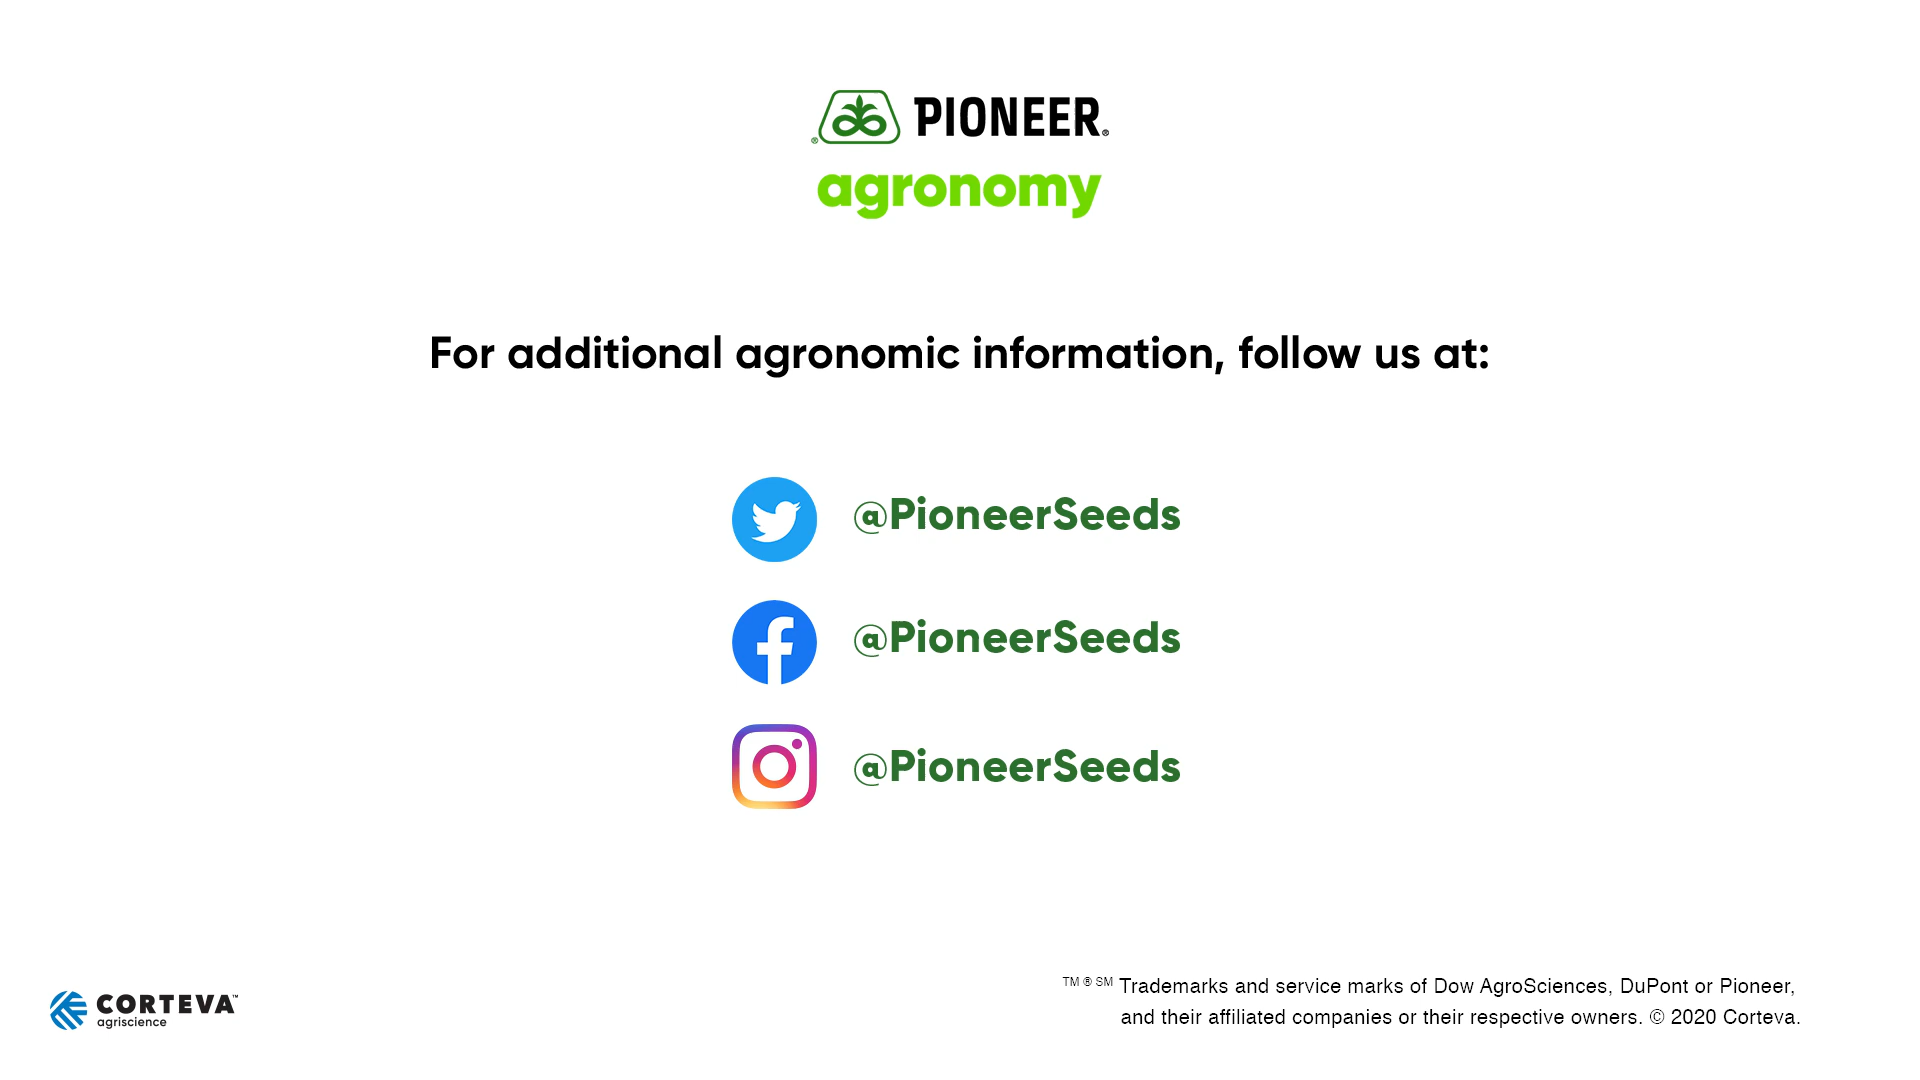 PIONEER®
agronomy
For additional agronomic information, follow us at:
@PioneerSeeds
@PioneerSeeds
@PioneerSeeds
CORTEVA™
agriscience
TM ® SM Trademarks and service marks of Dow AgroSciences, DuPont or Pioneer,
and their affiliated companies or their respective owners. © 2020 Corteva.